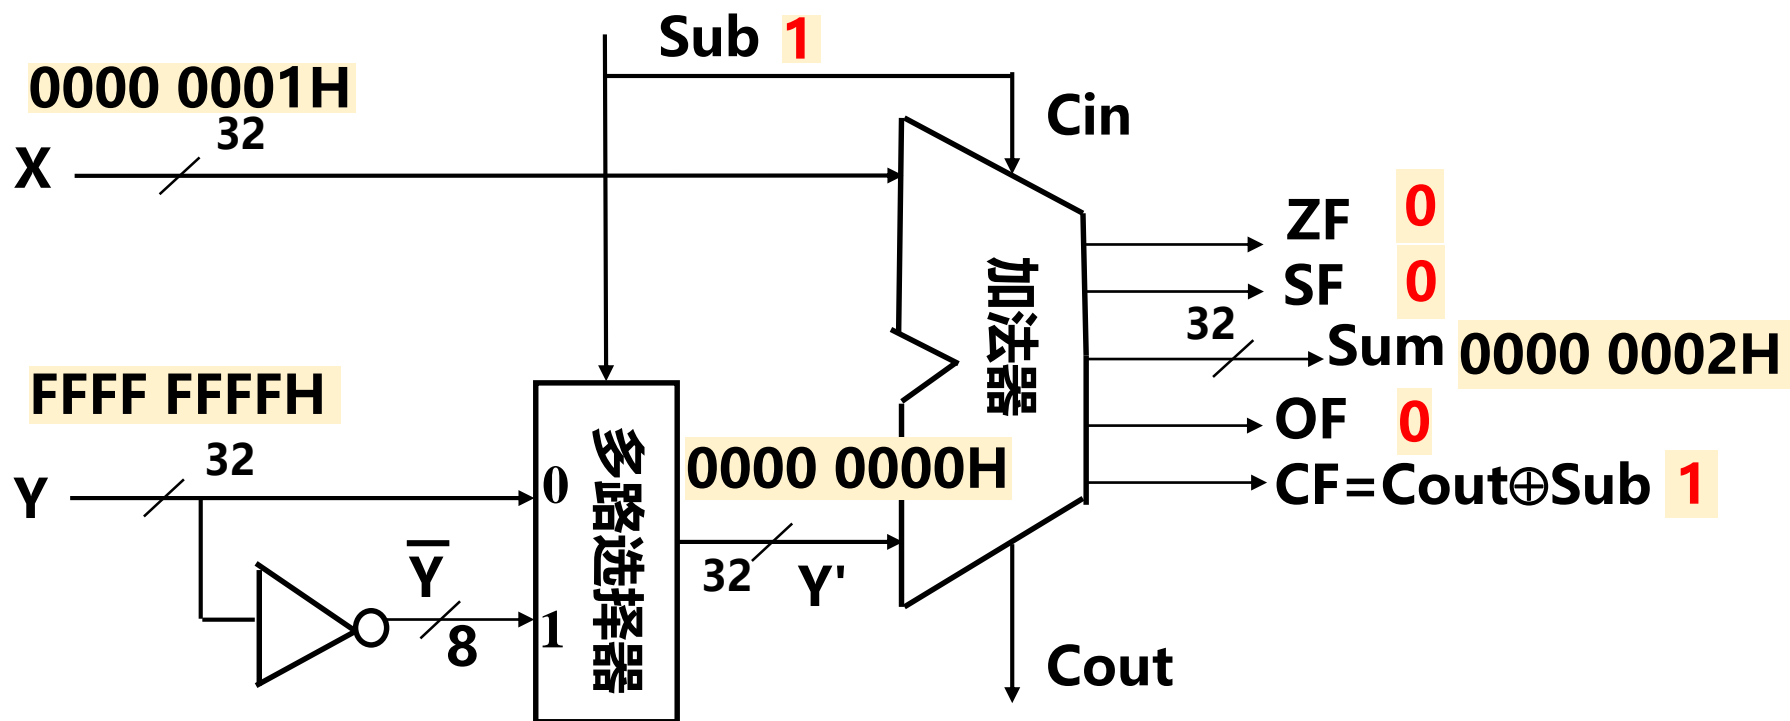 Sub 1
0000 0001H
32
Cin
X
ZF 0
SF 0
加法器
32
Sum 0000 0002H
FFFF FFFFH
OF 0
32
多路选择器
0000 0000H
0
CF=Cout⊕Sub 1
Y
Y
32
Y'
8
1
Cout